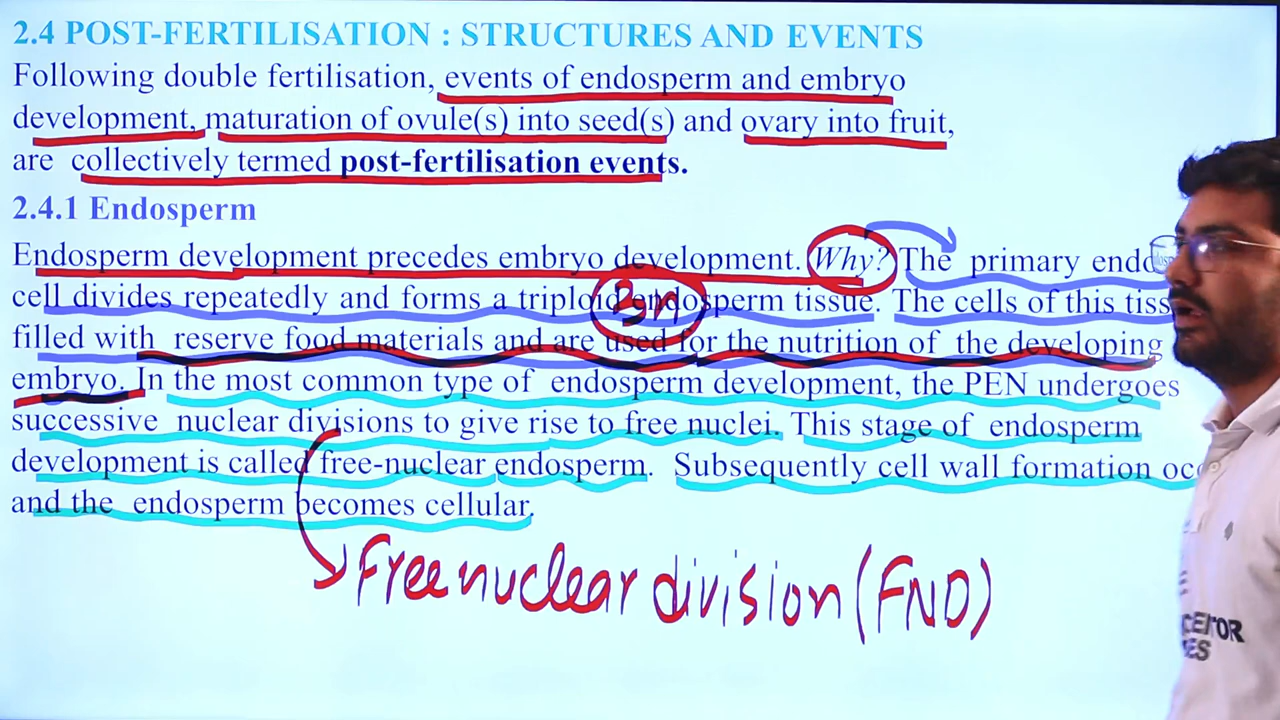 2.4 POST-FERTILISATION : STRUCTURES AND EVENTS
Following double fertilisation, events of endosperm and embryo
development, maturation of ovule(s) into seed(s) and ovary into fruit,
are collectively termed post-fertilisation events.
2.4.1 Endosperm
Endosperm development precedes embryo development. Why? The primary endo
cell divides repeatedly and forms a triploid endosperm tissue. The cells of this tiss
3n
filled with reserve food materials and are used for the nutrition of the developing
embryo. In the most common type of endosperm development, the PEN undergoes
successive nuclear divisions to give rise to free nuclei. This stage of endosperm
development is called free-nuclear endosperm. Subsequently cell wall formation oc
and the endosperm becomes cellular.
Free nuclear division (FND)